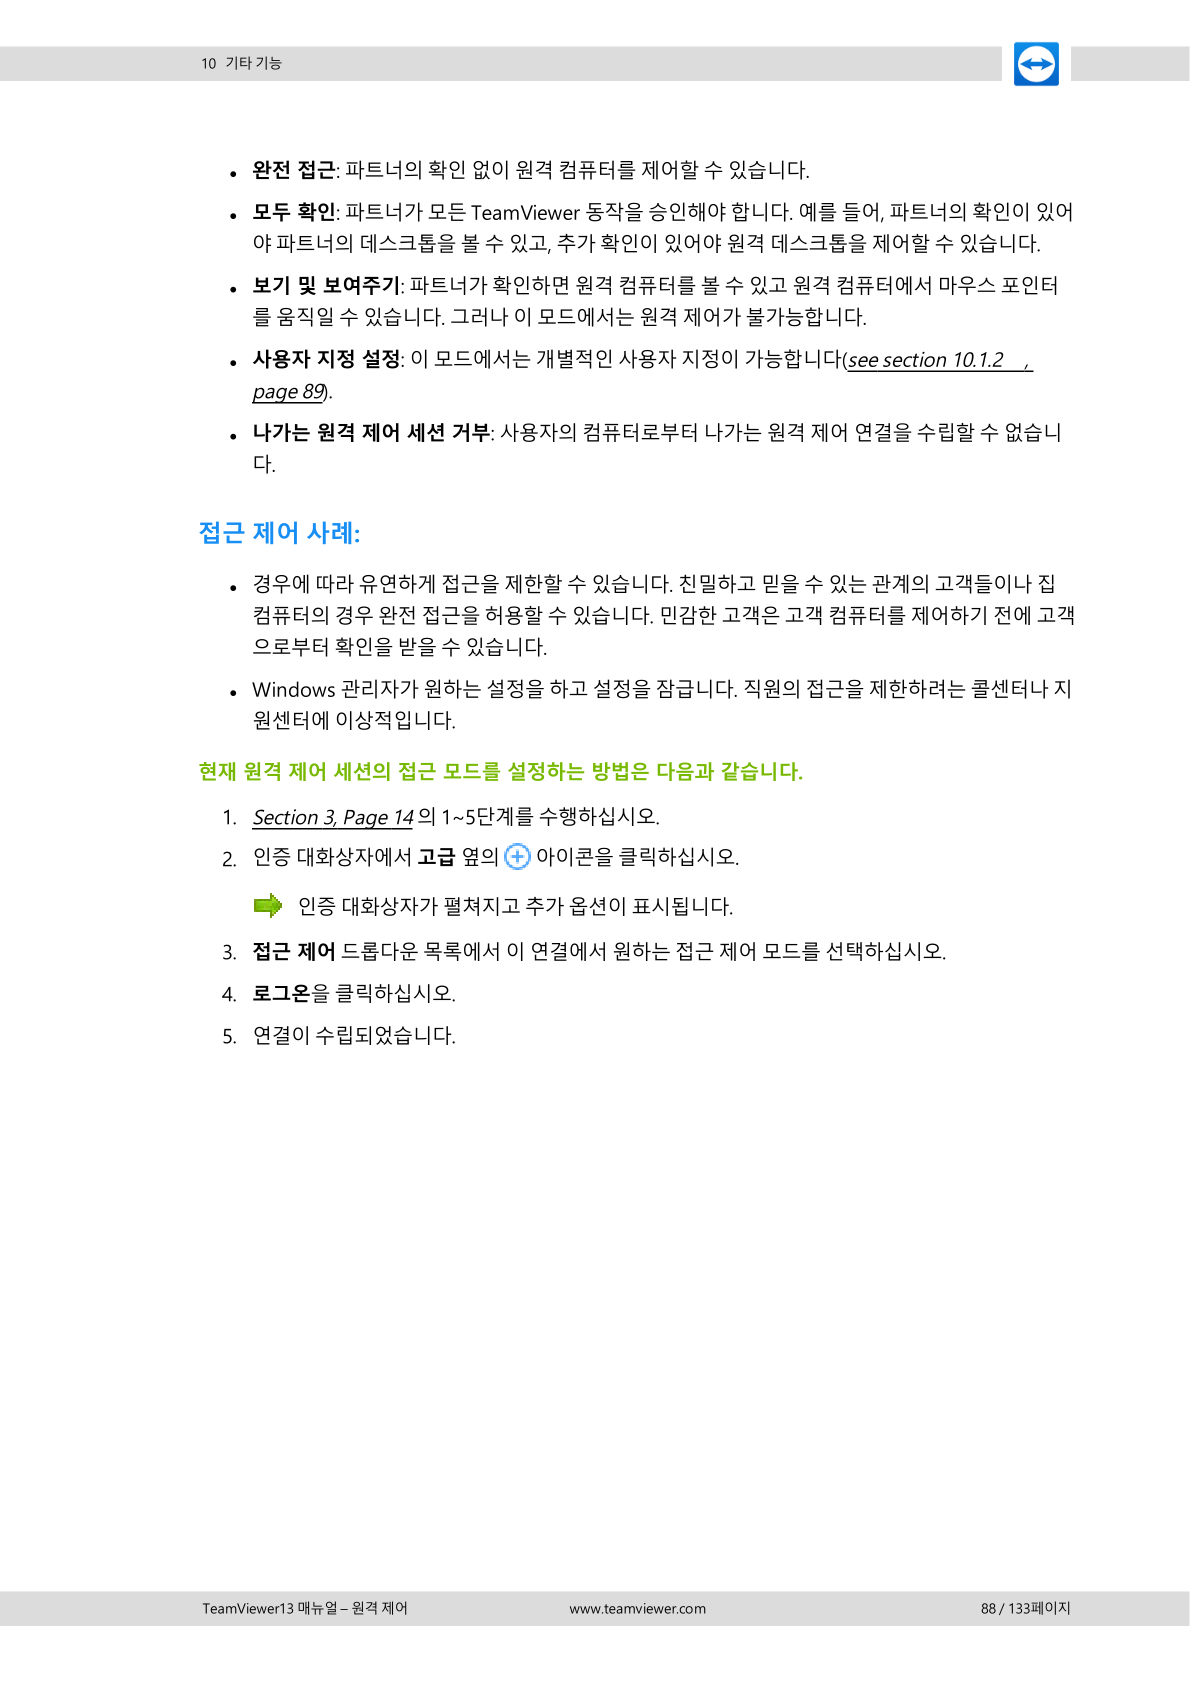 10 기타 기능
• 완전 접근: 파트너의 확인 없이 원격 컴퓨터를 제어할 수 있습니다.
• 모두 확인: 파트너가 모든 TeamViewer 동작을 승인해야 합니다. 예를 들어, 파트너의 확인이 있어
야 파트너의 데스크톱을 볼 수 있고, 추가 확인이 있어야 원격 데스크톱을 제어할 수 있습니다.
• 보기 및 보여주기: 파트너가 확인하면 원격 컴퓨터를 볼 수 있고 원격 컴퓨터에서 마우스 포인터
를 움직일 수 있습니다. 그러나 이 모드에서는 원격 제어가 불가능합니다.
• 사용자 지정 설정: 이 모드에서는 개별적인 사용자 지정이 가능합니다(see section 10.1.2 ,
page 89).
• 나가는 원격 제어 세션 거부: 사용자의 컴퓨터로부터 나가는 원격 제어 연결을 수립할 수 없습니
다.
접근 제어 사례:
• 경우에 따라 유연하게 접근을 제한할 수 있습니다. 친밀하고 믿을 수 있는 관계의 고객들이나 집
컴퓨터의 경우 완전 접근을 허용할 수 있습니다. 민감한 고객은 고객 컴퓨터를 제어하기 전에 고객
으로부터 확인을 받을 수 있습니다.
• Windows 관리자가 원하는 설정을 하고 설정을 잠급니다. 직원의 접근을 제한하려는 콜센터나 지
원센터에 이상적입니다.
현재 원격 제어 세션의 접근 모드를 설정하는 방법은 다음과 같습니다.
1. Section 3, Page 14 의 1~5단계를 수행하십시오.
2. 인증 대화상자에서 고급 옆의 아이콘을 클릭하십시오.
인증 대화상자가 펼쳐지고 추가 옵션이 표시됩니다.
3. 접근 제어 드롭다운 목록에서 이 연결에서 원하는 접근 제어 모드를 선택하십시오.
4. 로그온을 클릭하십시오.
5. 연결이 수립되었습니다.
TeamViewer13 매뉴얼 – 원격 제어 www.teamviewer.com 88 / 133페이지